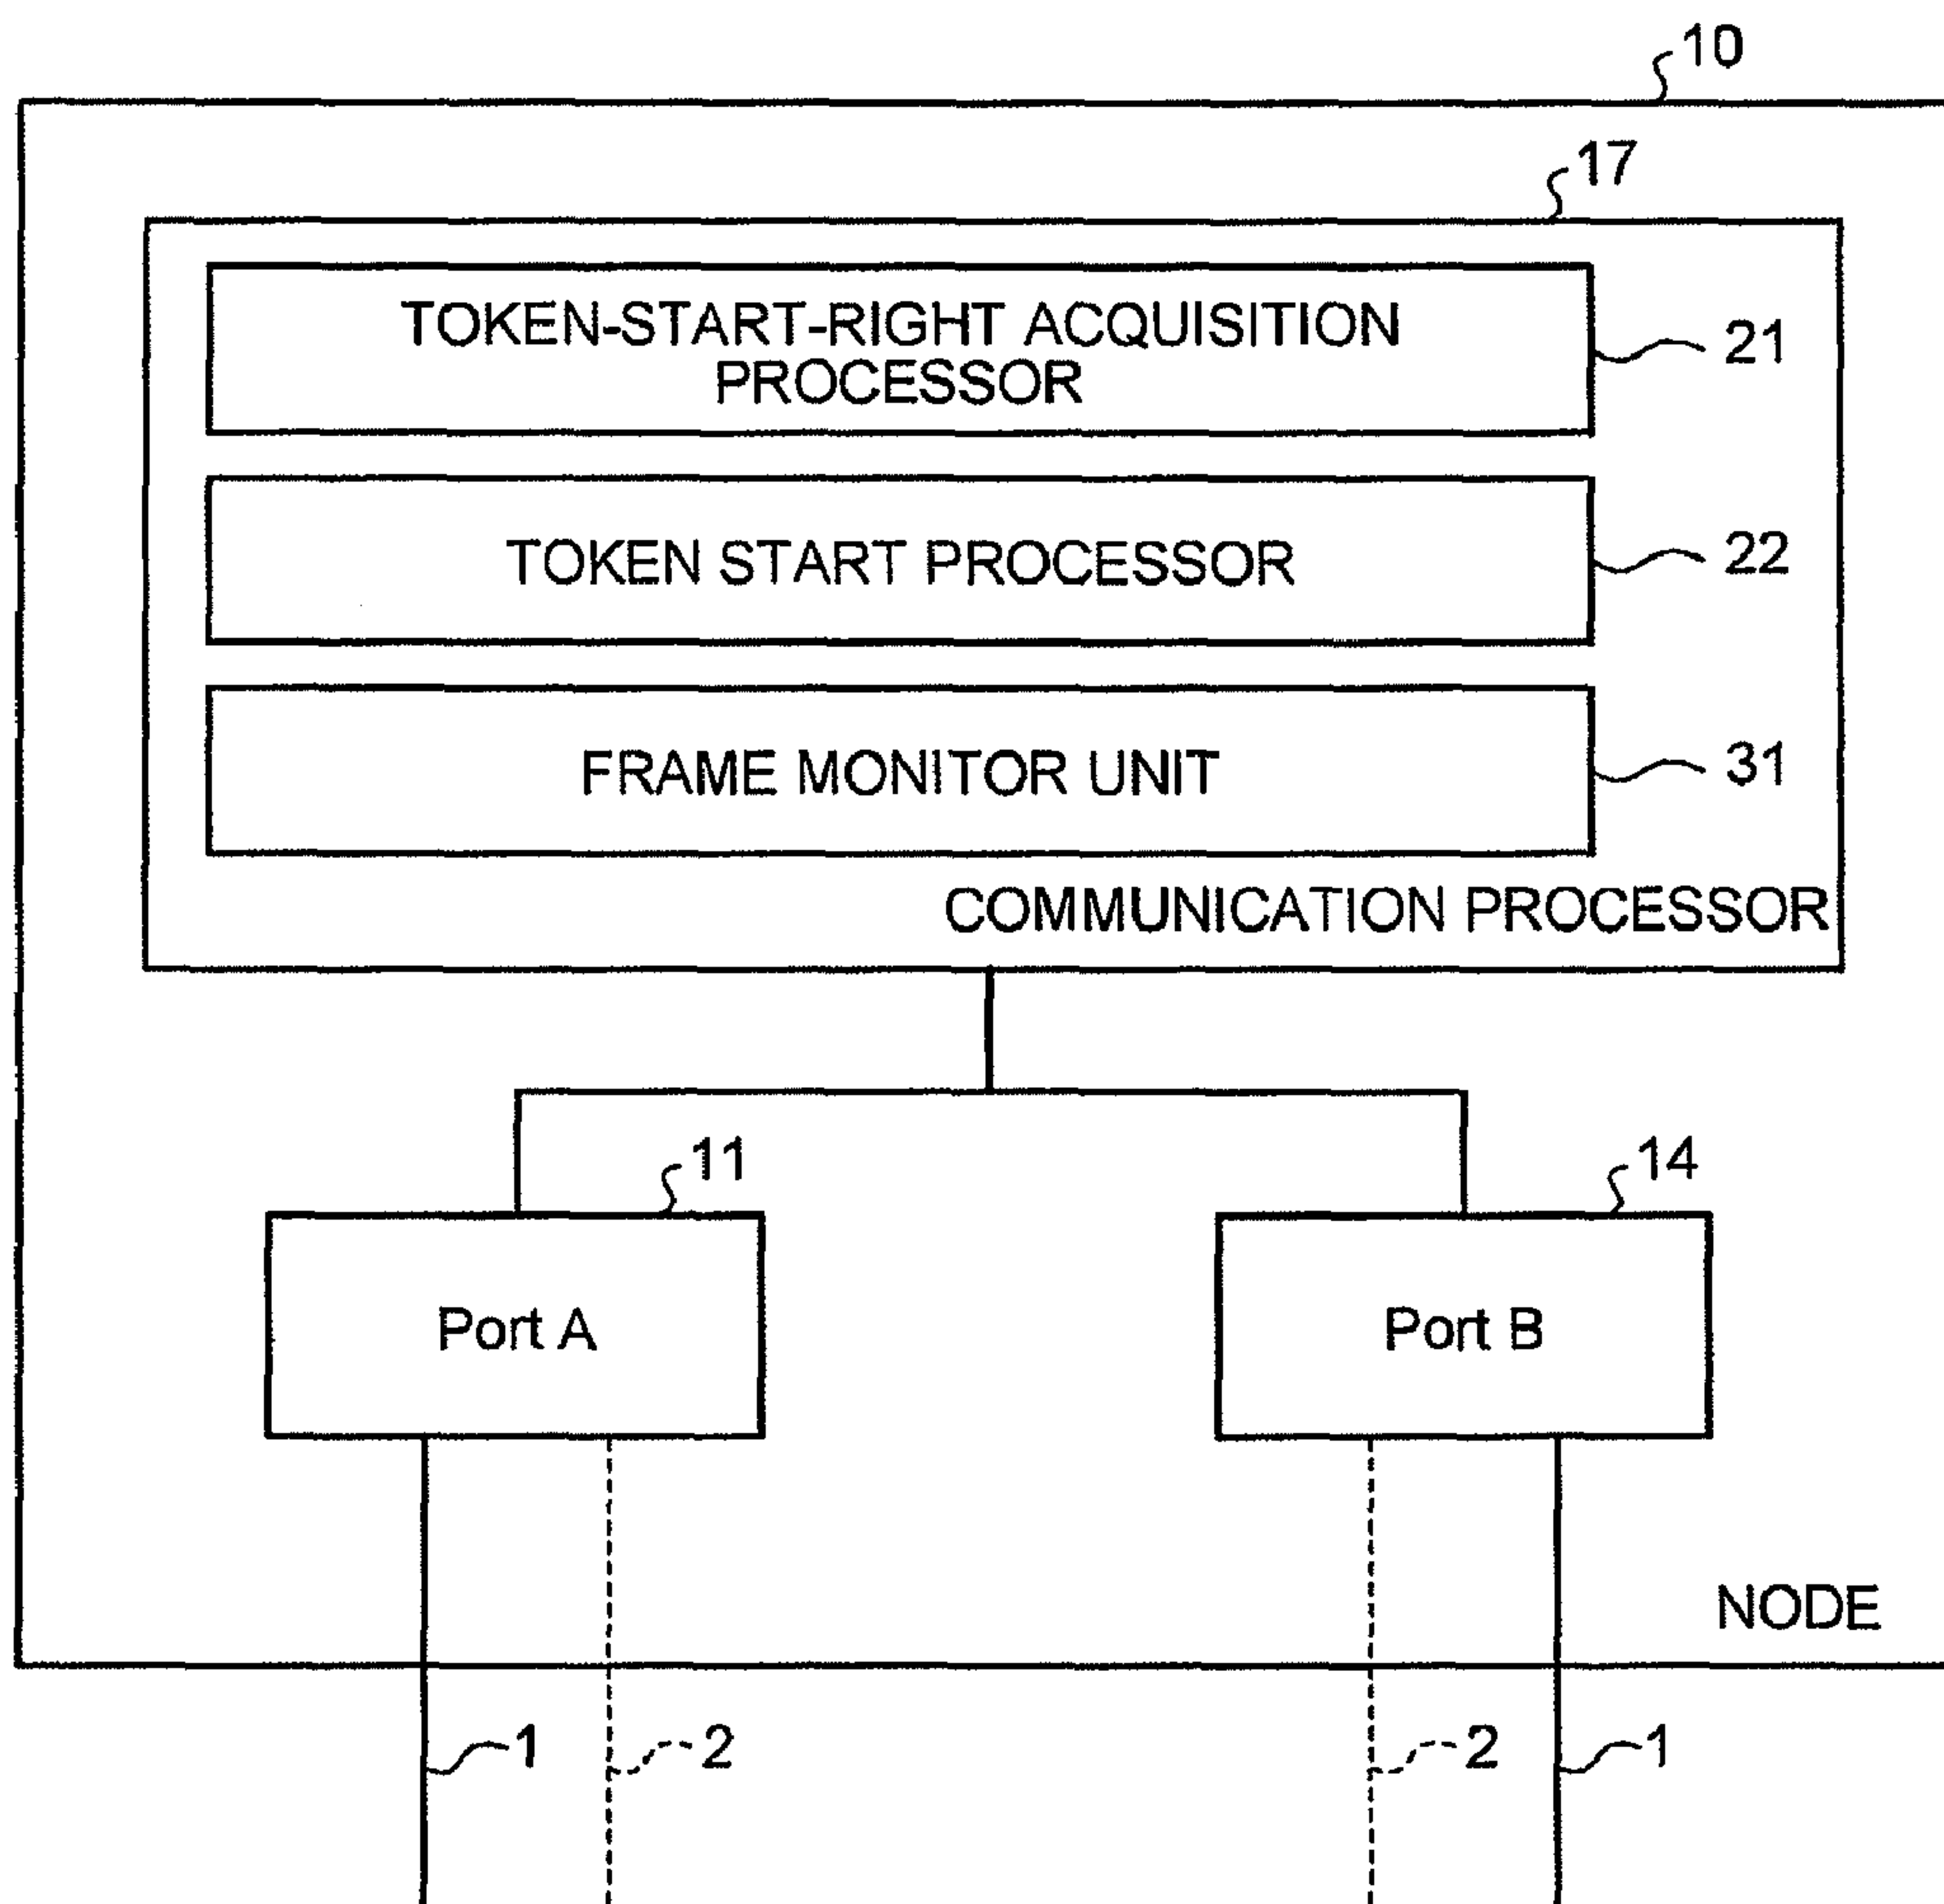 10
17
TOKEN-START-RIGHT ACQUISITION
PROCESSOR
21
TOKEN START PROCESSOR
22
FRAME MONITOR UNIT
31
COMMUNICATION PROCESSOR
11
14
Port A
Port B
NODE
1
2
2
1